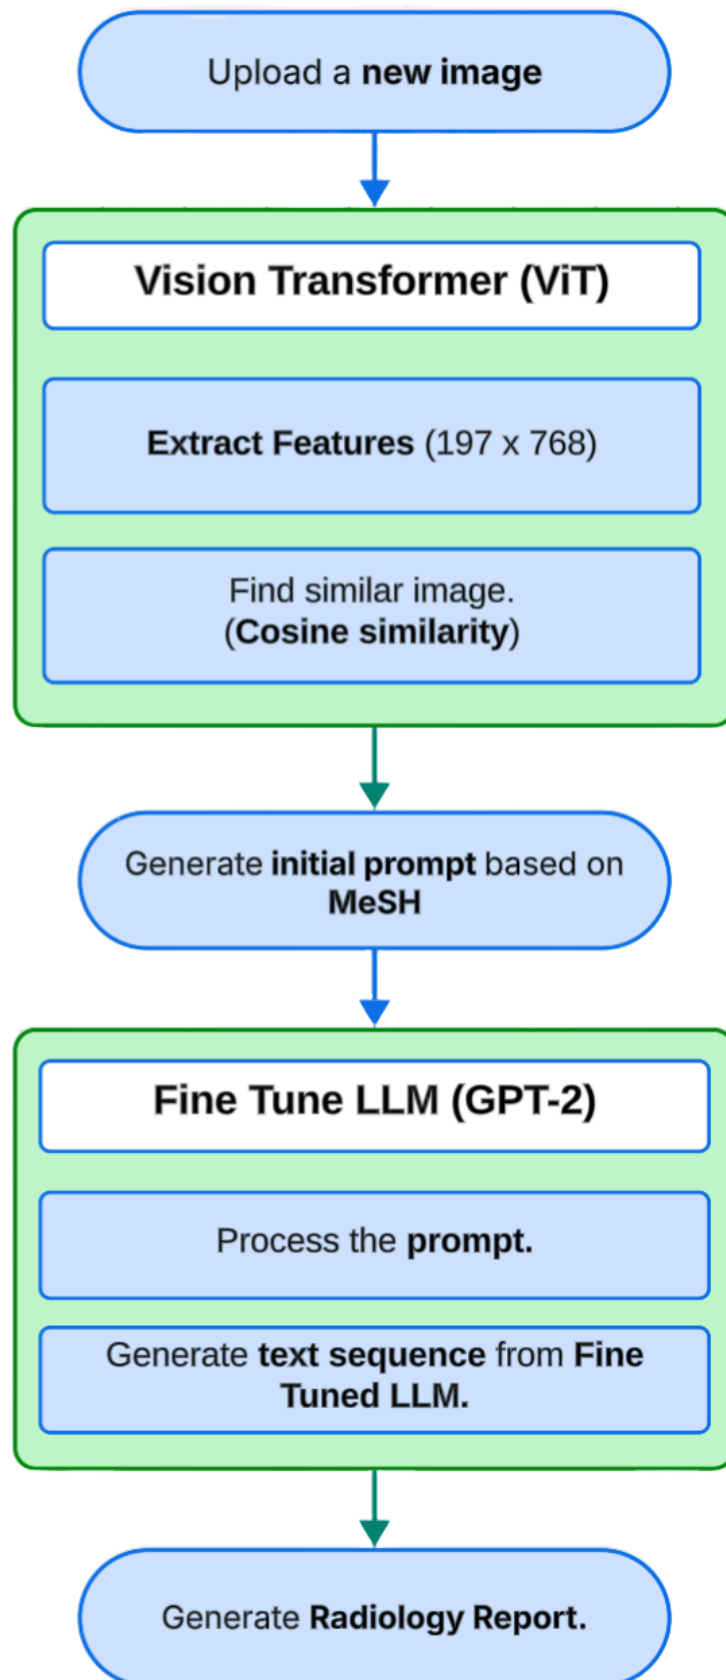 Upload a new image
Vision Transformer (ViT)
Extract Features (197 x 768)
Find similar image.
(Cosine similarity)
Generate initial prompt based on
MeSH
Fine Tune LLM (GPT-2)
Process the prompt.
Generate text sequence from Fine
Tuned LLM.
Generate Radiology Report.